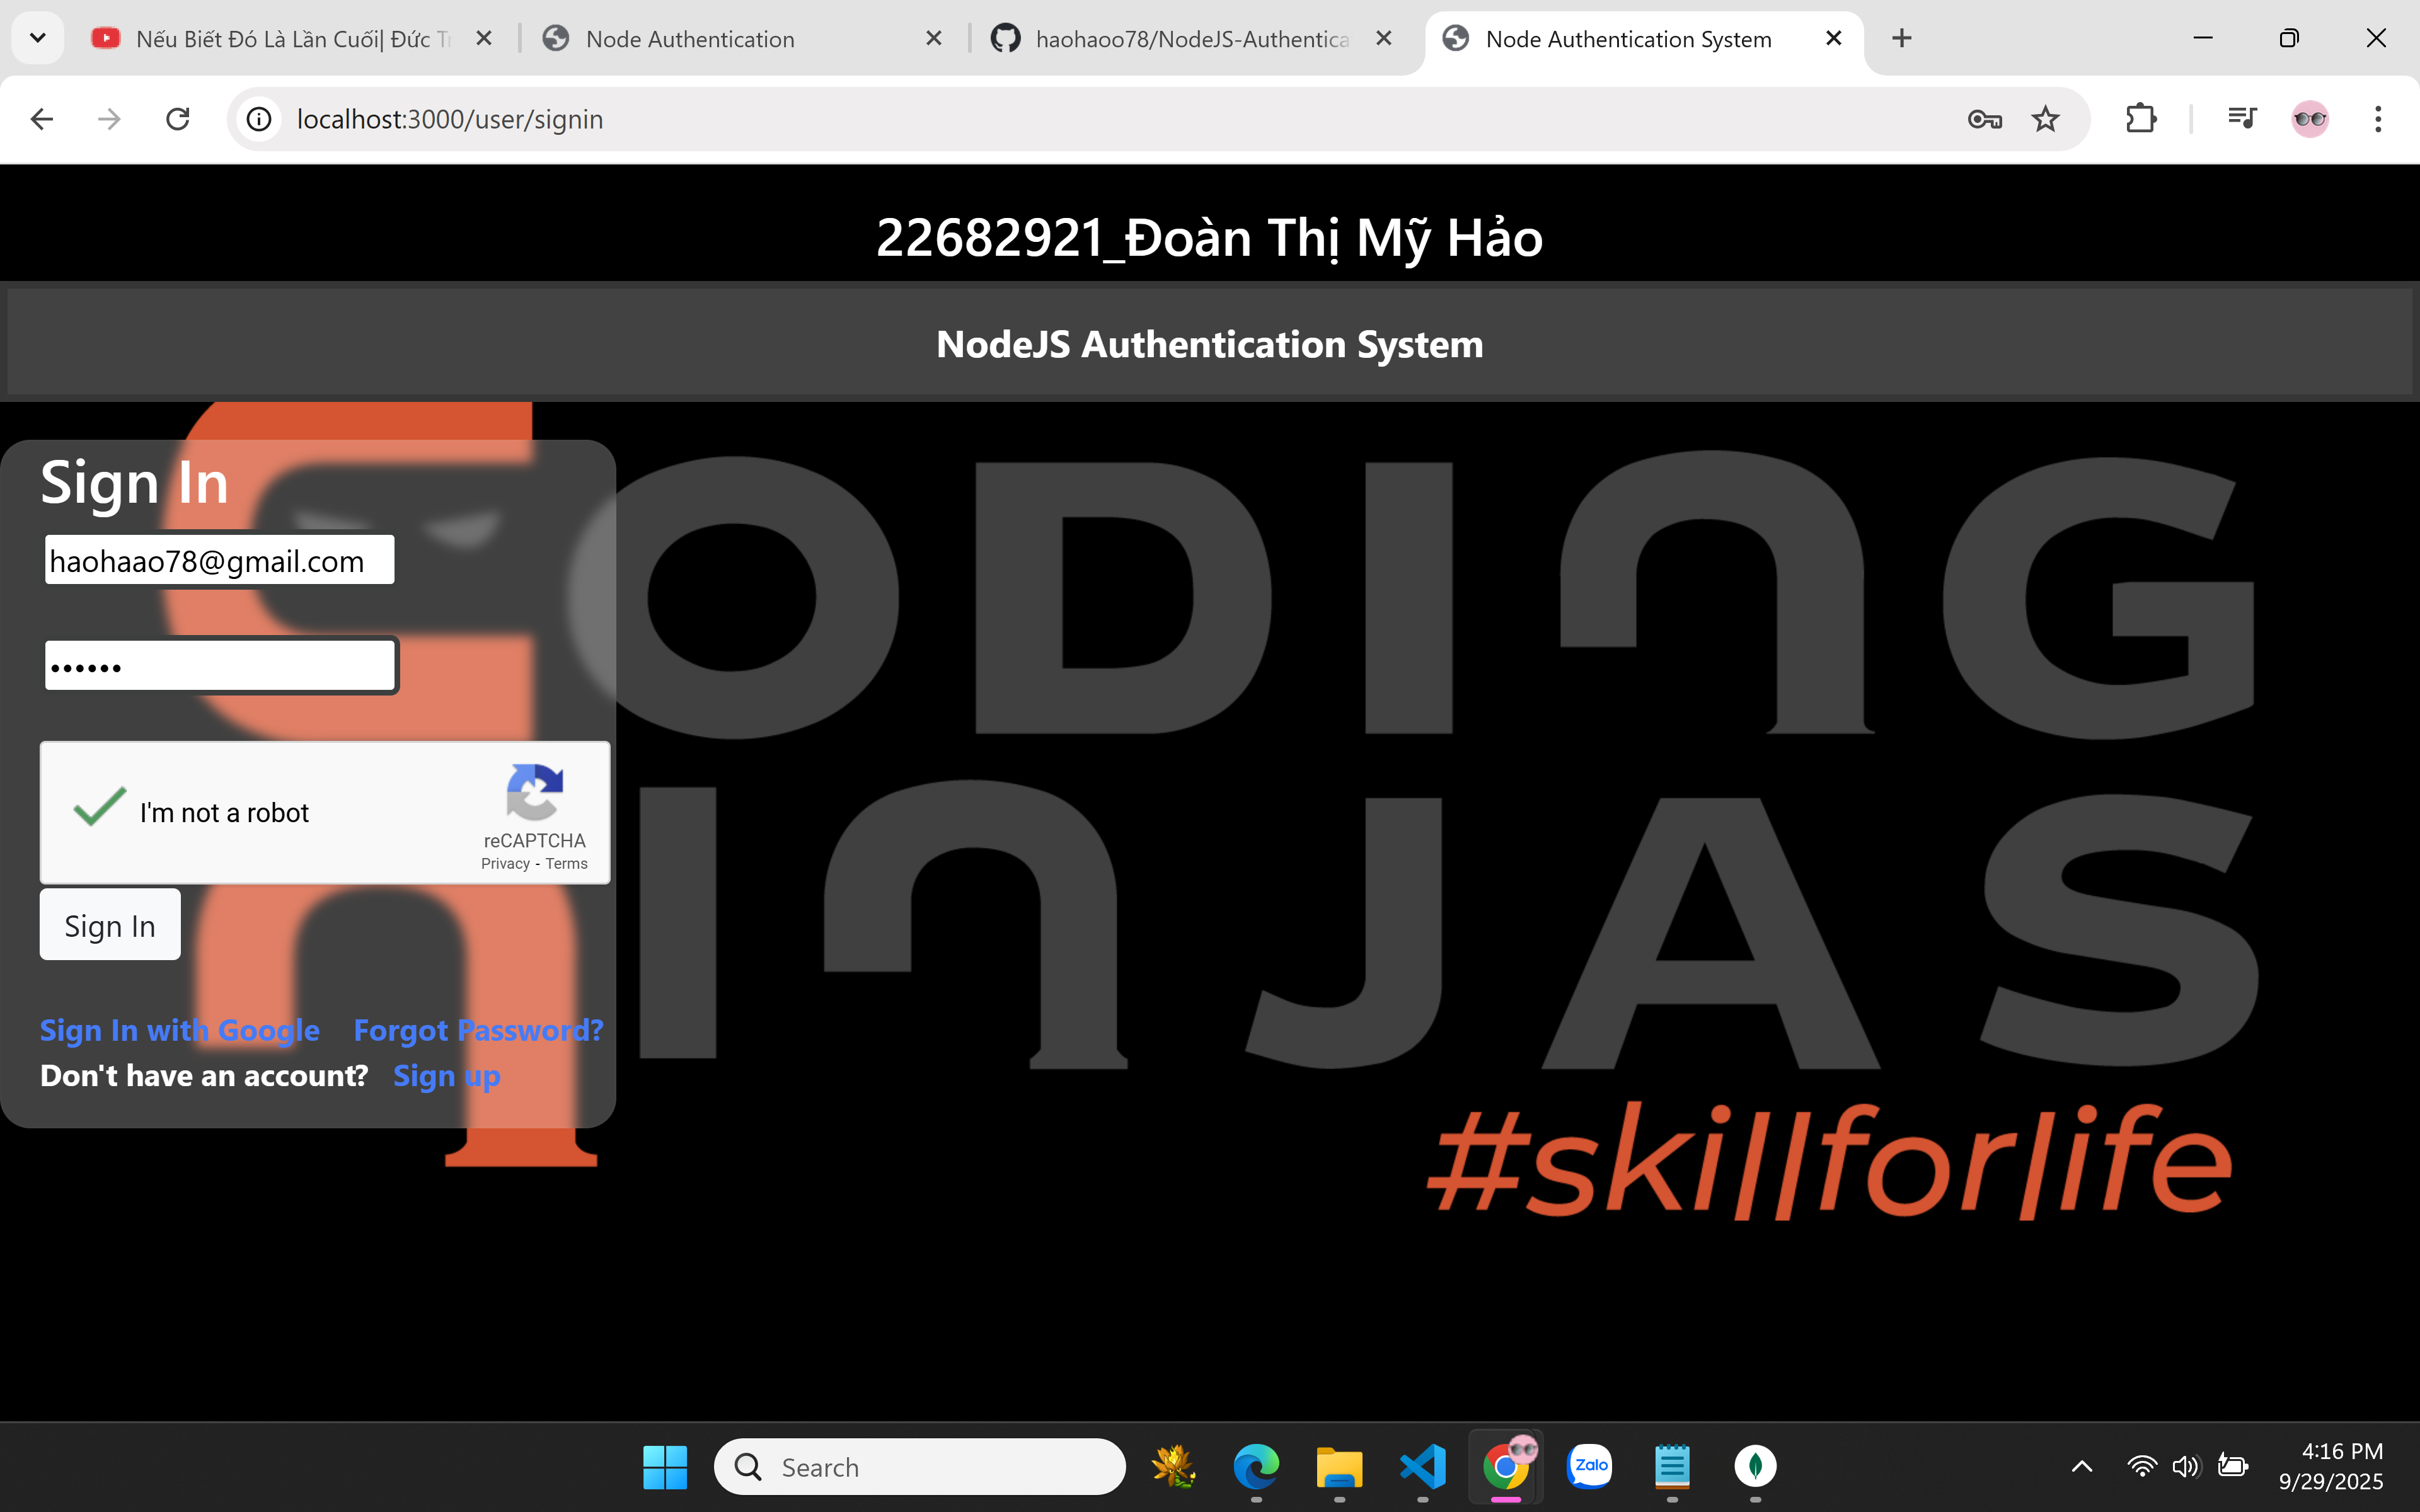 Nếu Biết Đó Là Lần Cuối| Đức Tr
Node Authentication
haohaoo78/NodeJS-Authentica
Node Authentication System
localhost:3000/user/signin
22682921_Đoàn Thị Mỹ Hảo
NodeJS Authentication System
Sign In
haohaao78@gmail.com
I'm not a robot
reCAPTCHA
Privacy - Terms
Sign In
Sign In with Google Forgot Password?
Don't have an account? Sign up
CODING
NINJAS
#skillforlife
Search
Zalo
4:16 PM
9/29/2025